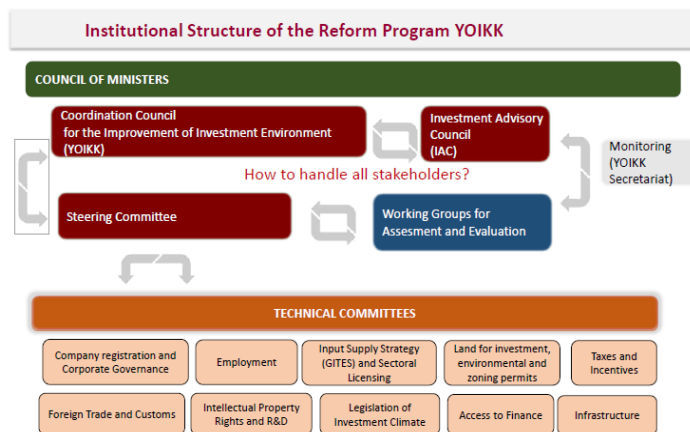 Institutional Structure of the Reform Program YOIKK
COUNCIL OF MINISTERS
Coordination Council
for the Improvement of Investment Environment
(YOIKK)
Investment Advisory
Council
(IAC)
Monitoring
(YOIKK
Secretariat)
How to handle all stakeholders?
Steering Committee
Working Groups for
Assesment and Evaluation
TECHNICAL COMMITTEES
Company registration and
Corporate Governance
Employment
Input Supply Strategy
(GITES) and Sectoral
Licensing
Land for investment,
environmental and
zoning permits
Taxes and
Incentives
Foreign Trade and Customs
Intellectual Property
Rights and R&D
Legislation of
Investment Climate
Access to Finance
Infrastructure